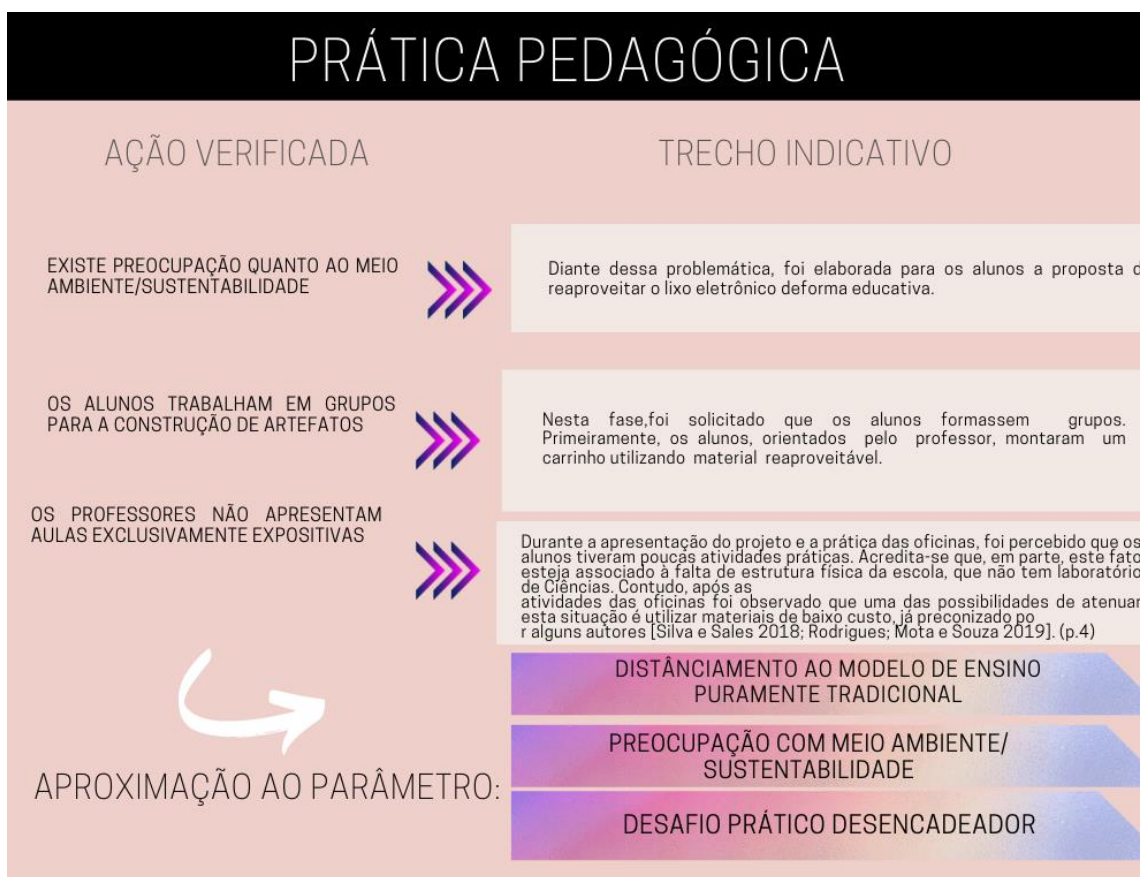 PRÁTICA PEDAGÓGICA
AÇÃO VERIFICADA
TRECHO INDICATIVO
EXISTE PREOCUPAÇÃO QUANTO AO MEIO
AMBIENTE/SUSTENTABILIDADE
Diante dessa problemática, foi elaborada para os alunos a proposta d
reaproveitar o lixo eletrônico deforma educativa.
OS ALUNOS TRABALHAM EM GRUPOS
PARA A CONSTRUÇÃO DE ARTEFATOS
Nesta fase,foi solicitado que os alunos formassem grupos.
Primeiramente, os alunos, orientados pelo professor, montaram um
carrinho utilizando material reaproveitável.
OS PROFESSORES NÃO APRESENTAM
AULAS EXCLUSIVAMENTE EXPOSITIVAS
Durante a apresentação do projeto e a prática das oficinas, foi percebido que os
alunos tiveram poucas atividades práticas. Acredita-se que, em parte, este fato
esteja associado à falta de estrutura física da escola, que não tem laboratório
de Ciências. Contudo, após as
atividades das oficinas foi observado que uma das possibilidades de atenuar
esta situação é utilizar materiais de baixo custo, já preconizado po
r alguns autores [Silva e Sales 2018; Rodrigues; Mota e Souza 2019]. (p.4)
APROXIMAÇÃO AO PARÂMETRO:
DISTÂNCIAMENTO AO MODELO DE ENSINO
PURAMENTE TRADICIONAL
PREOCUPAÇÃO COM MEIO AMBIENTE/
SUSTENTABILIDADE
DESAFIO PRÁTICO DESENCADEADOR